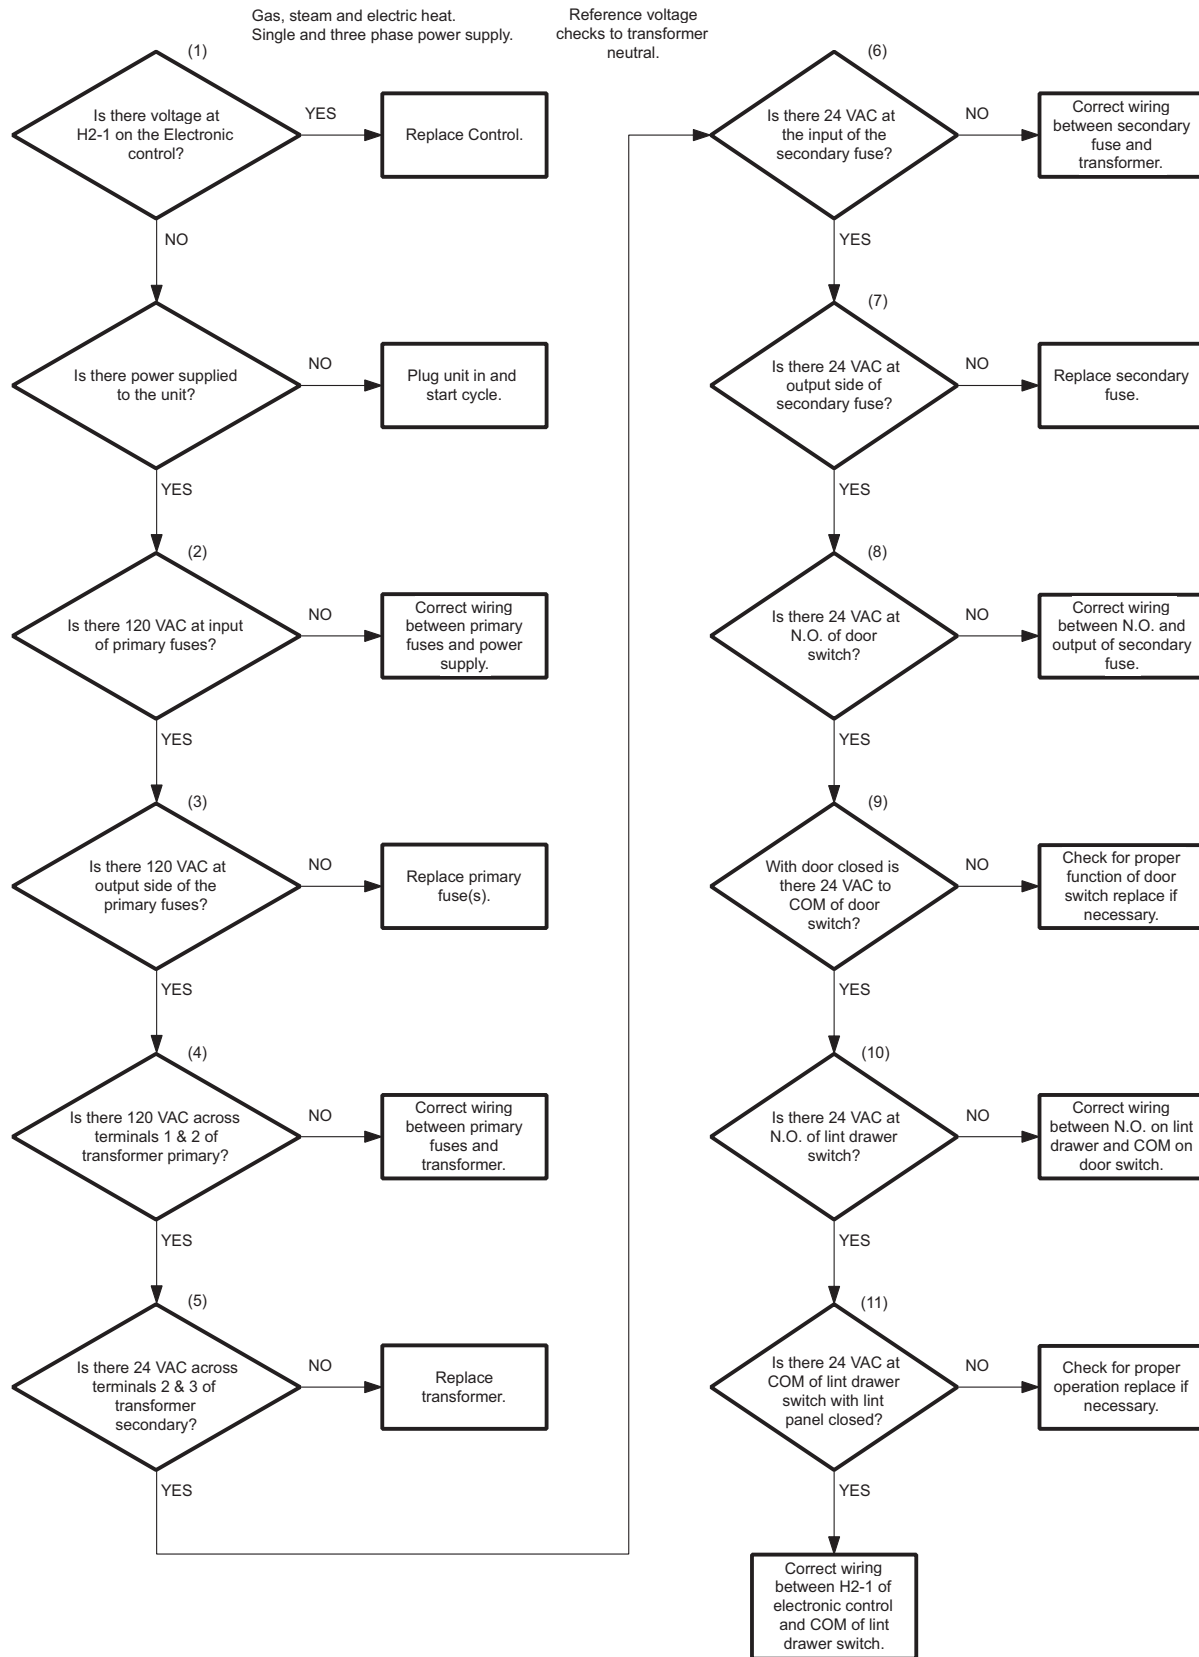 Gas, steam and electric heat.
Single and three phase power supply.
Reference voltage
checks to transformer
neutral.
(1)
Is there voltage at
H2-1 on the Electronic
control?
YES
Replace Control.
NO
Is there power supplied
to the unit?
NO
Plug unit in and
start cycle.
YES
(2)
Is there 120 VAC at input
of primary fuses?
NO
Correct wiring
between primary
fuses and power
supply.
YES
(3)
Is there 120 VAC at
output side of the
primary fuses?
NO
Replace primary
fuse(s).
YES
(4)
Is there 120 VAC across
terminals 1 & 2 of
transformer primary?
NO
Correct wiring
between primary
fuses and
transformer.
YES
(5)
Is there 24 VAC across
terminals 2 & 3 of
transformer
secondary?
NO
Replace
transformer.
YES
(6)
Is there 24 VAC at
the input of the
secondary fuse?
NO
Correct wiring
between secondary
fuse and
transformer.
YES
(7)
Is there 24 VAC at
output side of
secondary fuse?
NO
Replace secondary
fuse.
YES
(8)
Is there 24 VAC at
N.O. of door
switch?
NO
Correct wiring
between N.O. and
output of secondary
fuse.
YES
(9)
With door closed is
there 24 VAC to
COM of door
switch?
NO
Check for proper
function of door
switch replace if
necessary.
YES
(10)
Is there 24 VAC at
N.O. of lint drawer
switch?
NO
Correct wiring
between N.O. on lint
drawer and COM on
door switch.
YES
(11)
Is there 24 VAC at
COM of lint drawer
switch with lint
panel closed?
NO
Check for proper
operation replace if
necessary.
YES
Correct wiring
between H2-1 of
electronic control
and COM of lint
drawer switch.